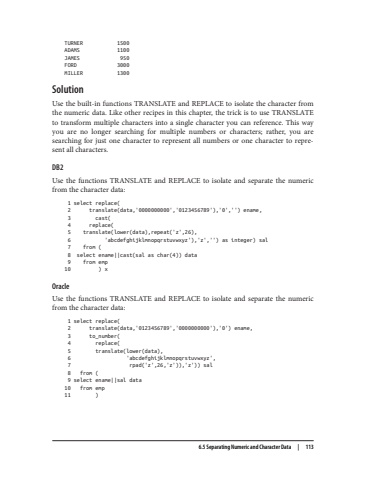 TURNER 1500
ADAMS 1100
JAMES 950
FORD 3000
MILLER 1300
Solution
Use the built-in functions TRANSLATE and REPLACE to isolate the character from
the numeric data. Like other recipes in this chapter, the trick is to use TRANSLATE
to transform multiple characters into a single character you can reference. This way
you are no longer searching for multiple numbers or characters; rather, you are
searching for just one character to represent all numbers or one character to repre-
sent all characters.
DB2
Use the functions TRANSLATE and REPLACE to isolate and separate the numeric
from the character data:
1 select replace(
2 translate(data,'0000000000','0123456789'),'0','') ename,
3 cast(
4 replace(
5 translate(lower(data),repeat('z',26),
6 'abcdefghijklmnopqrstuvwxyz'),'z','') as integer) sal
7 from (
8 select ename||cast(sal as char(4)) data
9 from emp
10 ) x
Oracle
Use the functions TRANSLATE and REPLACE to isolate and separate the numeric
from the character data:
1 select replace(
2 translate(data,'0123456789','0000000000'),'0') ename,
3 to_number(
4 replace(
5 translate(lower(data),
6 'abcdefghijklmnopqrstuvwxyz',
7 rpad('z',26,'z')),'z')) sal
8 from (
9 select ename||sal data
10 from emp
11 )
6.5 Separating Numeric and Character Data | 113